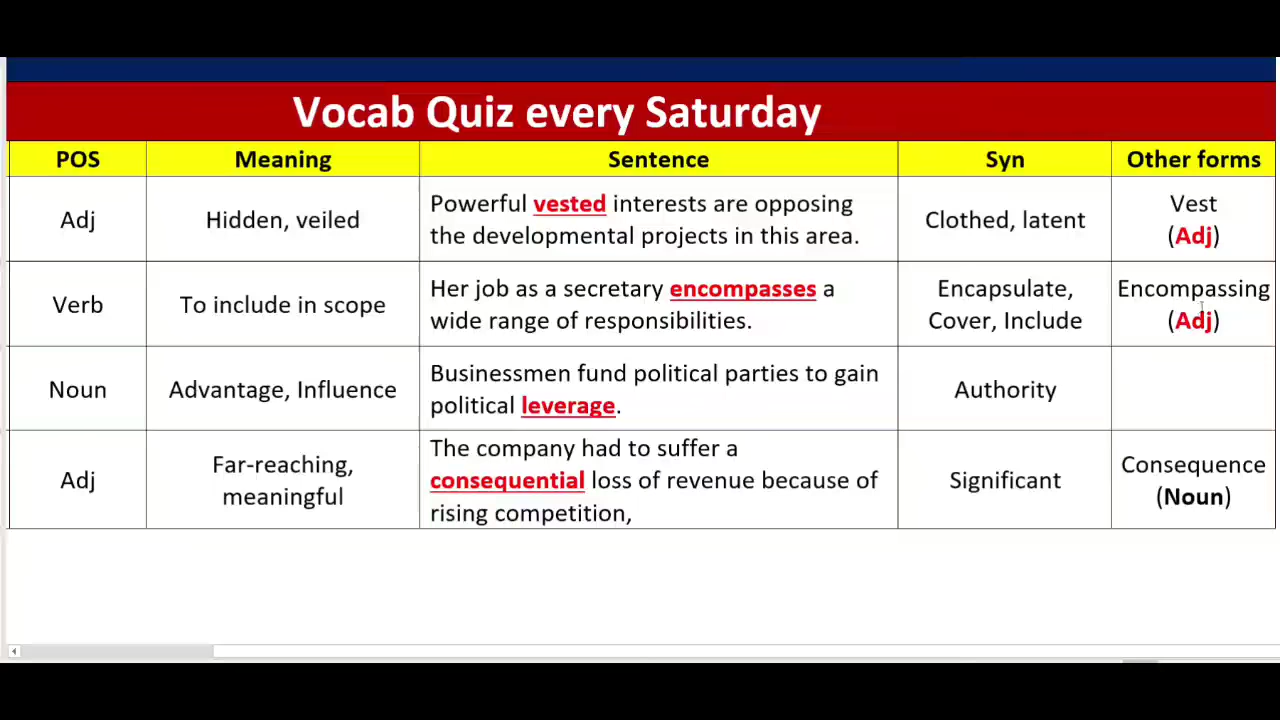 Vocab Quiz every Saturday
POS Meaning Sentence Syn Other forms
Adj
Hidden, veiled
Powerful vested interests are opposing
the developmental projects in this area.
Clothed, latent
Vest
(Adj)
Verb
To include in scope
Her job as a secretary encompasses a
wide range of responsibilities.
Encapsulate,
Cover, Include
Encompassing
(Adj)
Noun
Advantage, Influence
Businessmen fund political parties to gain
political leverage.
Authority
Adj
Far-reaching,
meaningful
The company had to suffer a
consequential loss of revenue because of
rising competition,
Significant
Consequence
(Noun)